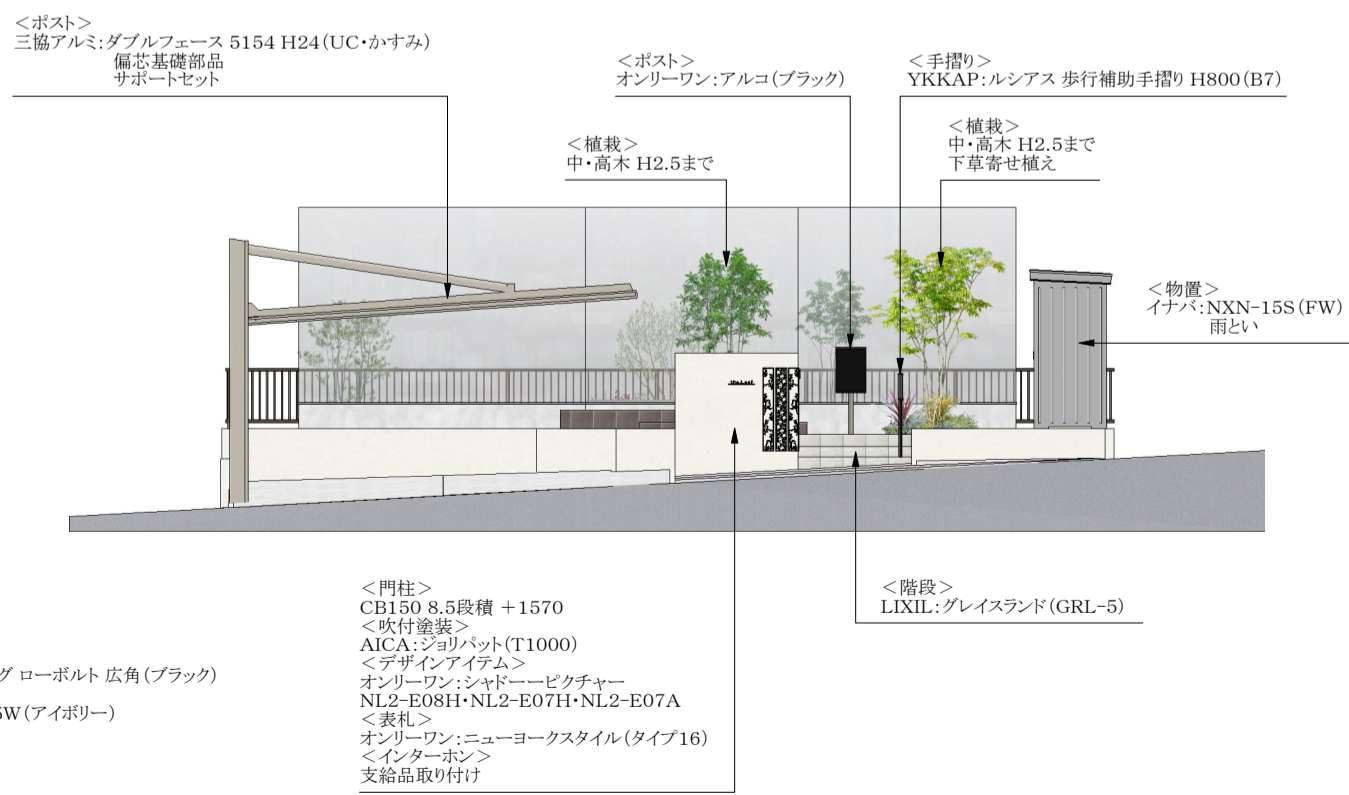 ＜ポスト＞
三協アルミ:ダブルフェース 5154 H24(UC・かすみ)
偏芯基礎部品
サポートセット
＜ポスト＞
オンリーワン:アルコ(ブラック)
＜手摺り＞
YKKAP:ルシアス 歩行補助手摺り H800(B7)
＜植栽＞
中・高木 H2.5まで
＜植栽＞
中・高木 H2.5まで
下草寄せ植え
＜物置＞
イナバ:NXN-15S(FW)
雨とい
＜門柱＞
CB150 8.5段積 +1570
＜吹付塗装＞
AICA:ジョリパット(T1000)
＜デザインアイテム＞
オンリーワン:シャドーーピクチャー
NL2-E08H・NL2-E07H・NL2-E07A
＜表札＞
オンリーワン:ニューヨークスタイル(タイプ16)
＜インターホン＞
支給品取り付け
＜階段＞
LIXIL:グレイスランド(GRL-5)
グ ローボルト 広角(ブラック)
W(アイボリー)